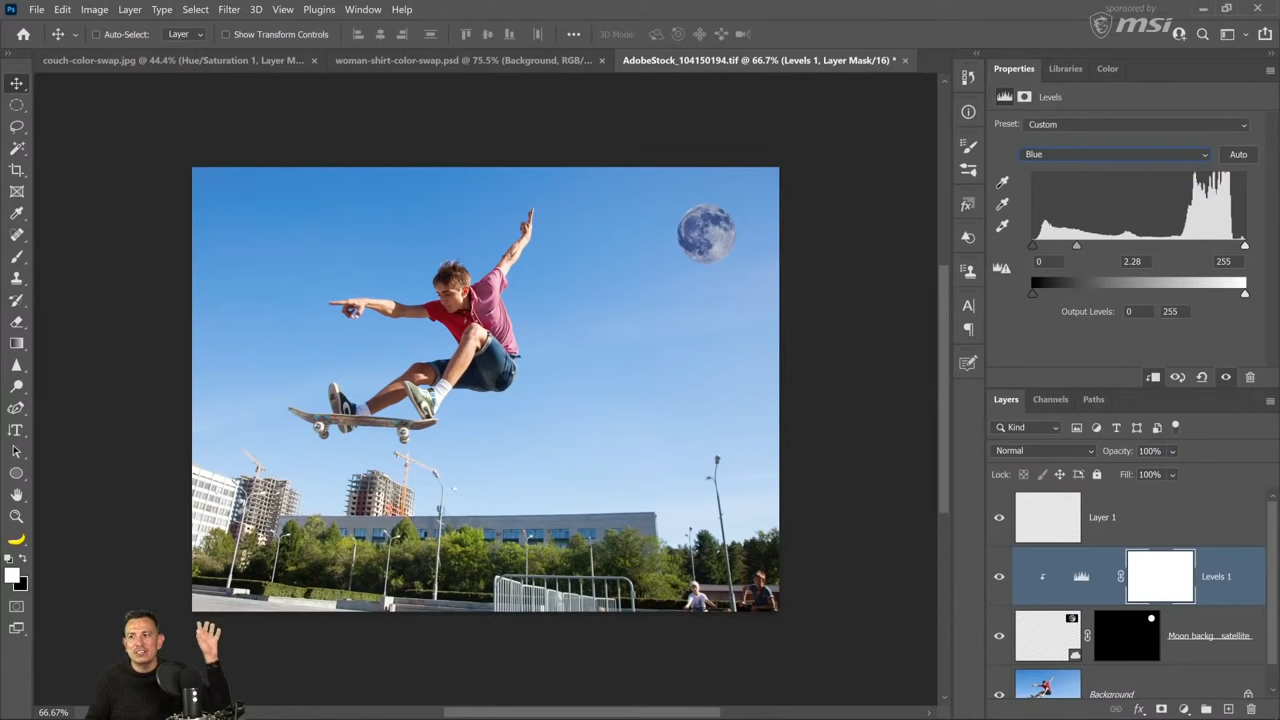 sponsored by
msi
Ps File Edit Image Layer Type Select Filter 3D View Plugins Window Help
Auto-Select: Layer Show Transform Controls 3D Mode:
couch-color-swap.jpg @ 44.4% (Hue/Saturation 1, Layer M... × woman-shirt-color-swap.psd @ 75.5% (Background, RGB/... × AdobeStock_104150194.tif @ 66.7% (Levels 1, Layer Mask/16) * ×
Properties Libraries Color
Levels
Preset: Custom
Blue Auto
0 2.28 255
Output Levels: 0 255
Layers Channels Paths
Kind
Normal Opacity: 100%
Lock: Fill: 100%
Layer 1
Levels 1
Moon backg...satellite
Background
66.67%